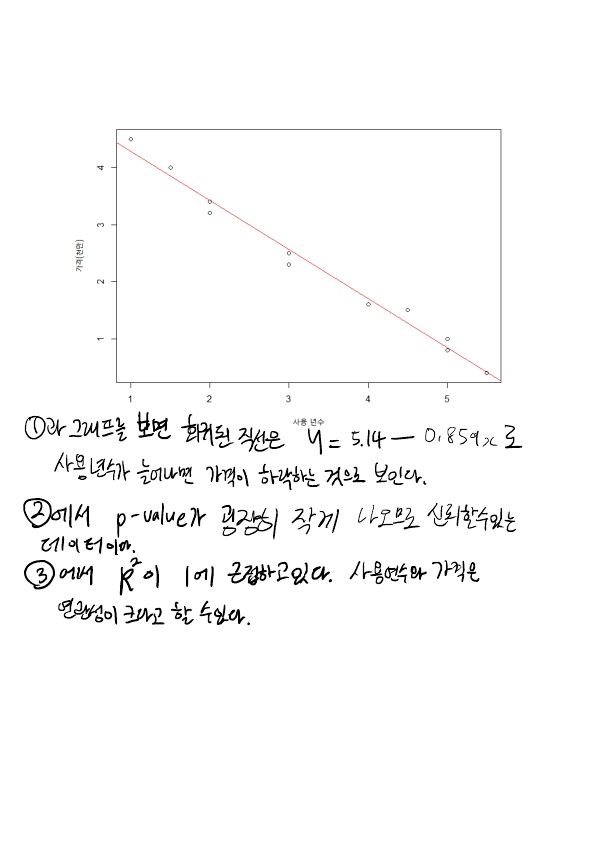 가격(천만)
4
3
2
1
1 2 3 4 5
사용 년수
①과 그래프를 보면 회귀된 직선은 y = 5.14 - 0.859x로
사용년수가 늘어나면 가격이 하락하는 것으로 보인다.
②에서 p-value가 굉장히 작게 나오므로 신뢰할수있는
데이터이다.
③에서 R²이 1에 근접하고있다. 사용연수와 가격은
연관성이 크다고 할 수있다.